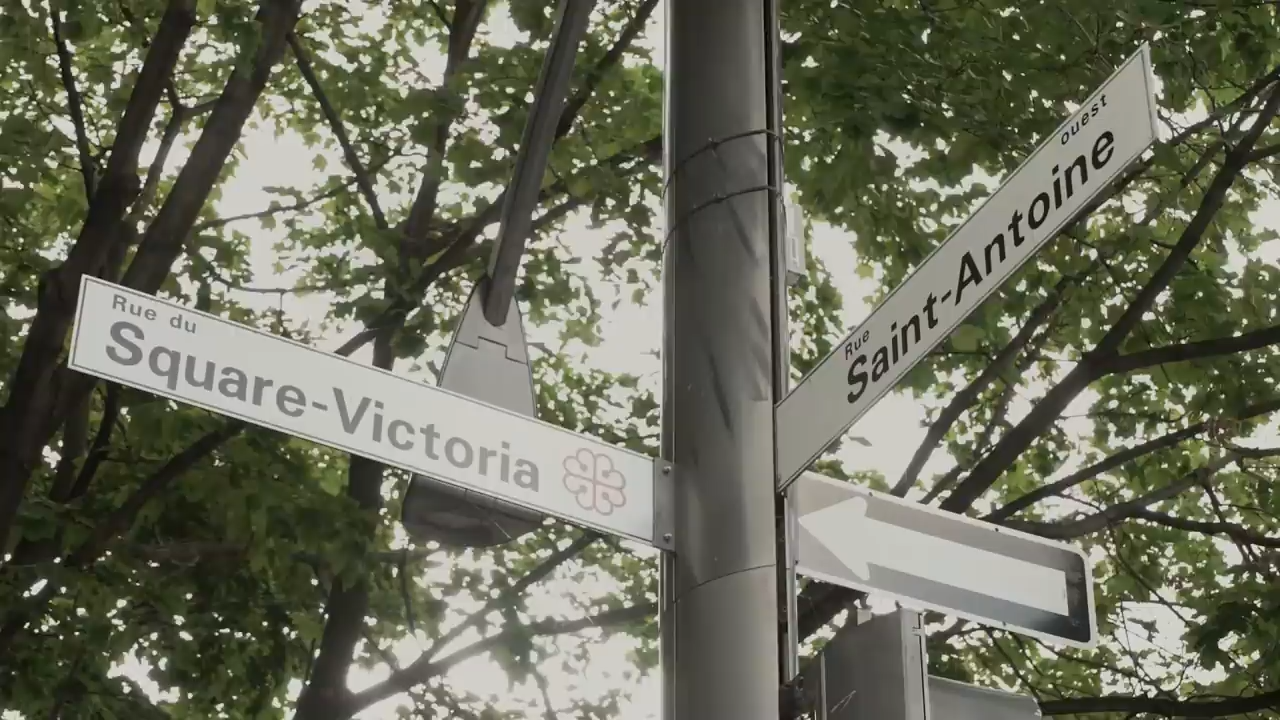 Rue du
Square-Victoria
Rue
Saint-Antoine
ouest